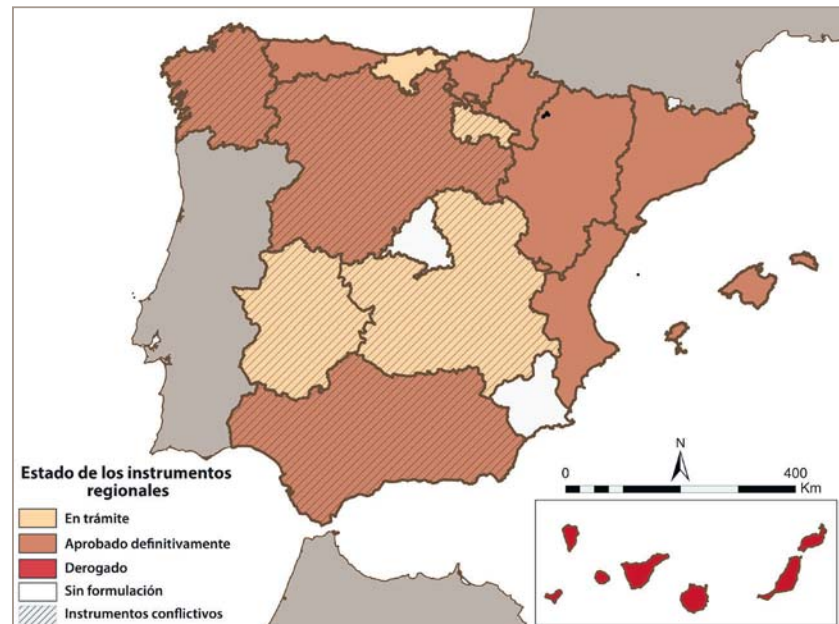 N
0
400
Km
Estado de los instrumentos
regionales
En trámite
Aprobado definitivamente
Derogado
Sin formulación
Instrumentos conflictivos